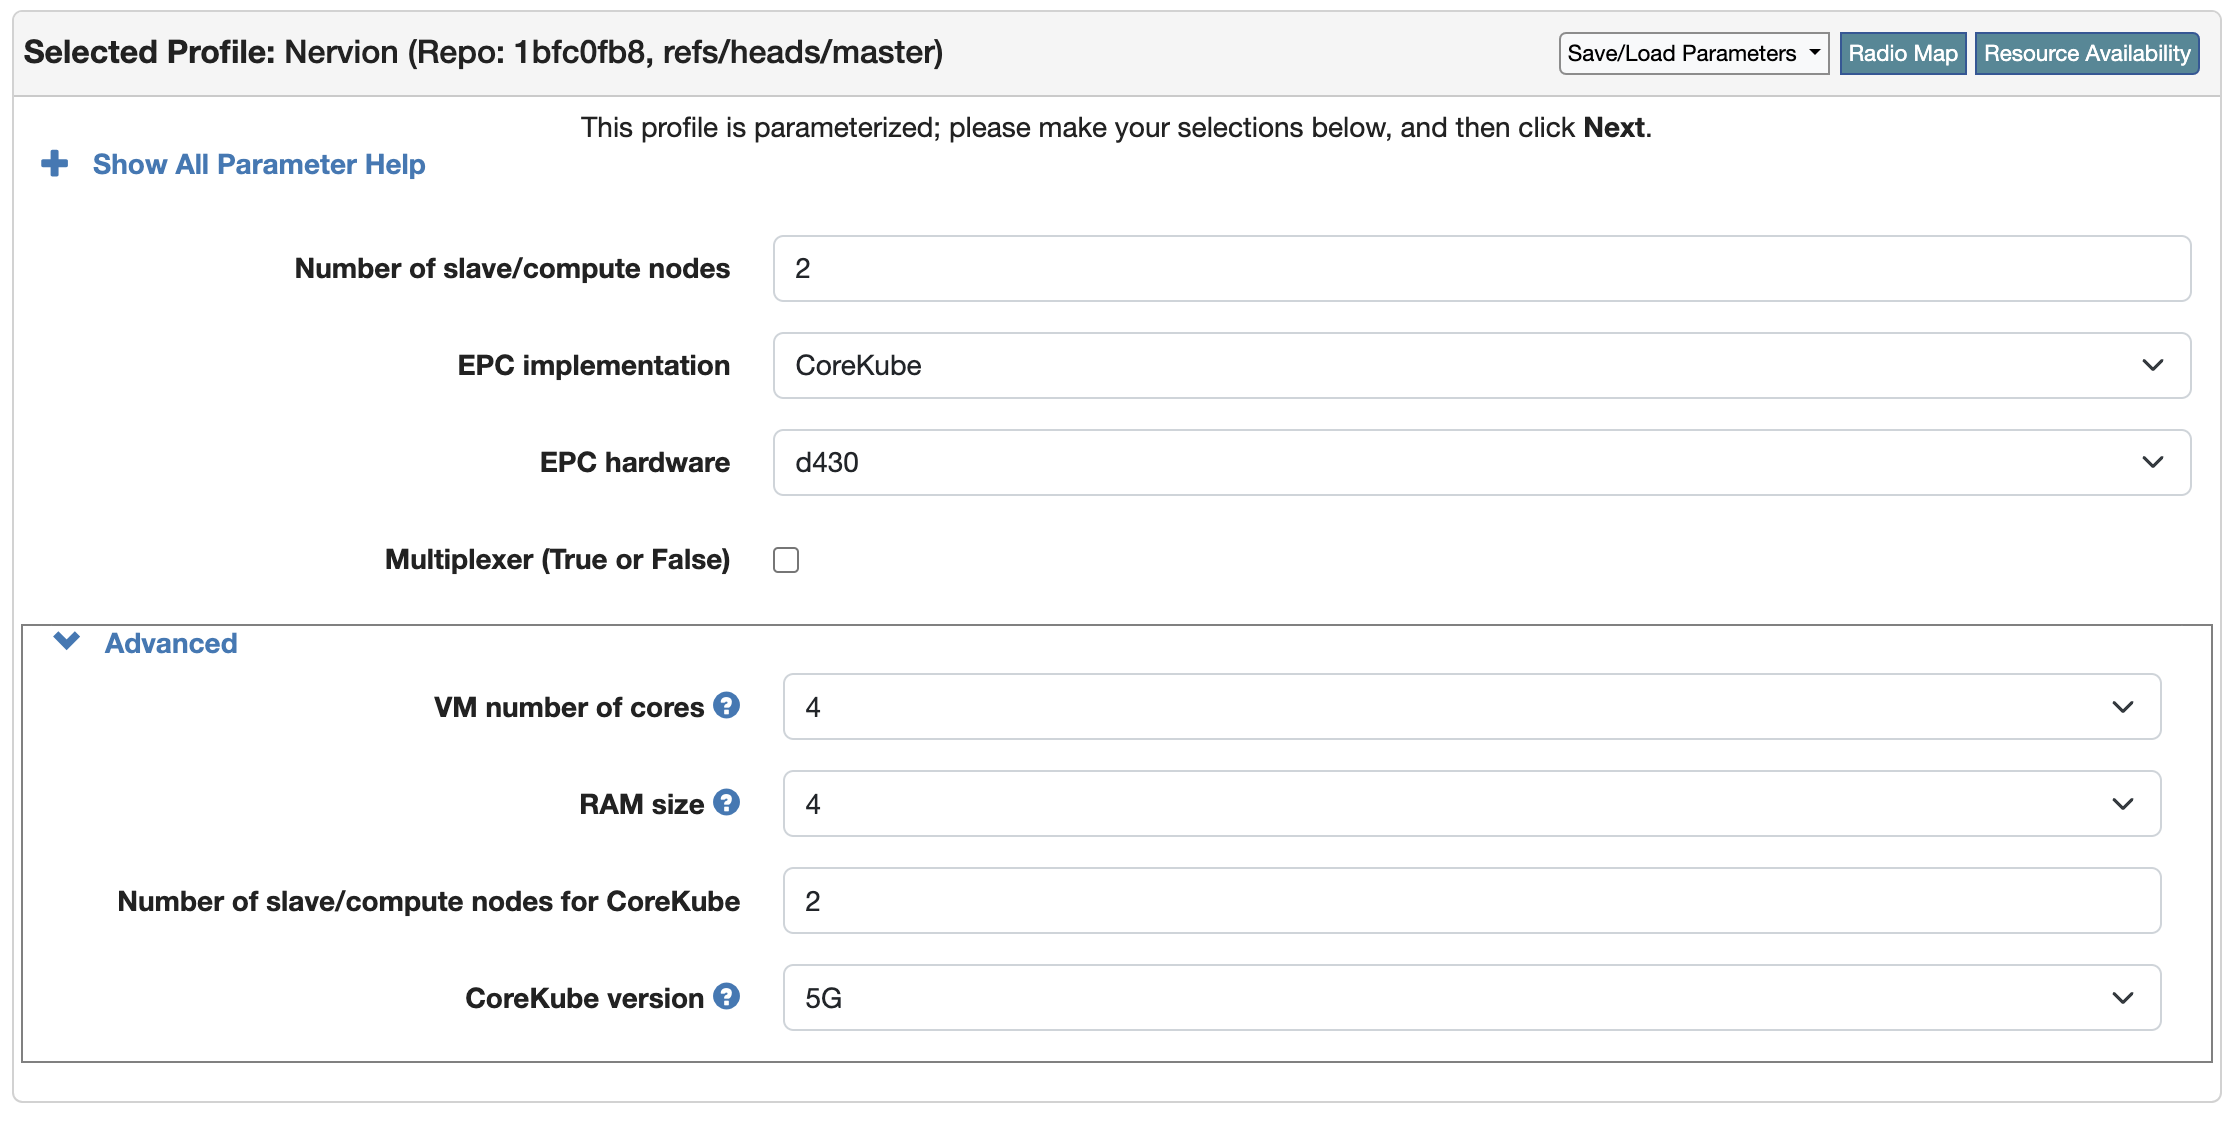 Selected Profile: Nervion (Repo: 1bfc0fb8, refs/heads/master)
Save/Load Parameters
Radio Map
Resource Availability
This profile is parameterized; please make your selections below, and then click Next.
Show All Parameter Help
Number of slave/compute nodes
2
EPC implementation
CoreKube
EPC hardware
d430
Multiplexer (True or False)
Advanced
VM number of cores
4
RAM size
4
Number of slave/compute nodes for CoreKube
2
CoreKube version
5G